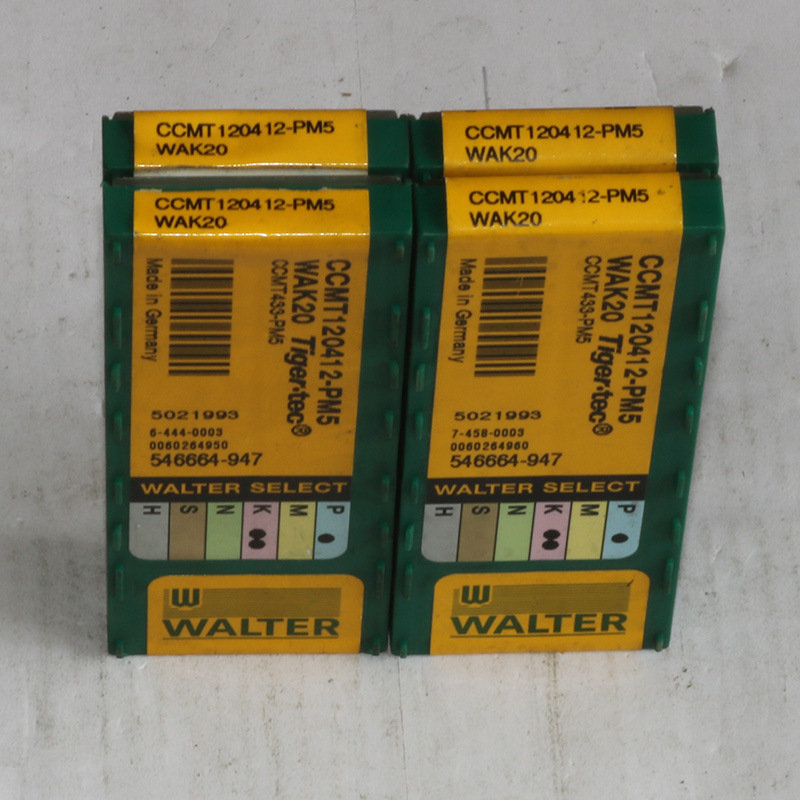 CCMT120412-PM5
WAK20
CCMT120412-PM5
WAK20
CCMT120412-PM5
WAK20
CCMT120412-PM5
WAK20 Tiger·tec®
CCMT433-PM5
Made in Germany
5021993
6-444-0003
0060264950
546664-947
WALTER SELECT
H S N K M P
W
WALTER
CCMT120412-PM5
WAK20
CCMT120412-PM5
WAK20 Tiger·tec®
CCMT433-PM5
Made in Germany
5021993
7-458-0003
0060264960
546664-947
WALTER SELECT
H S N K M P
W
WALTER